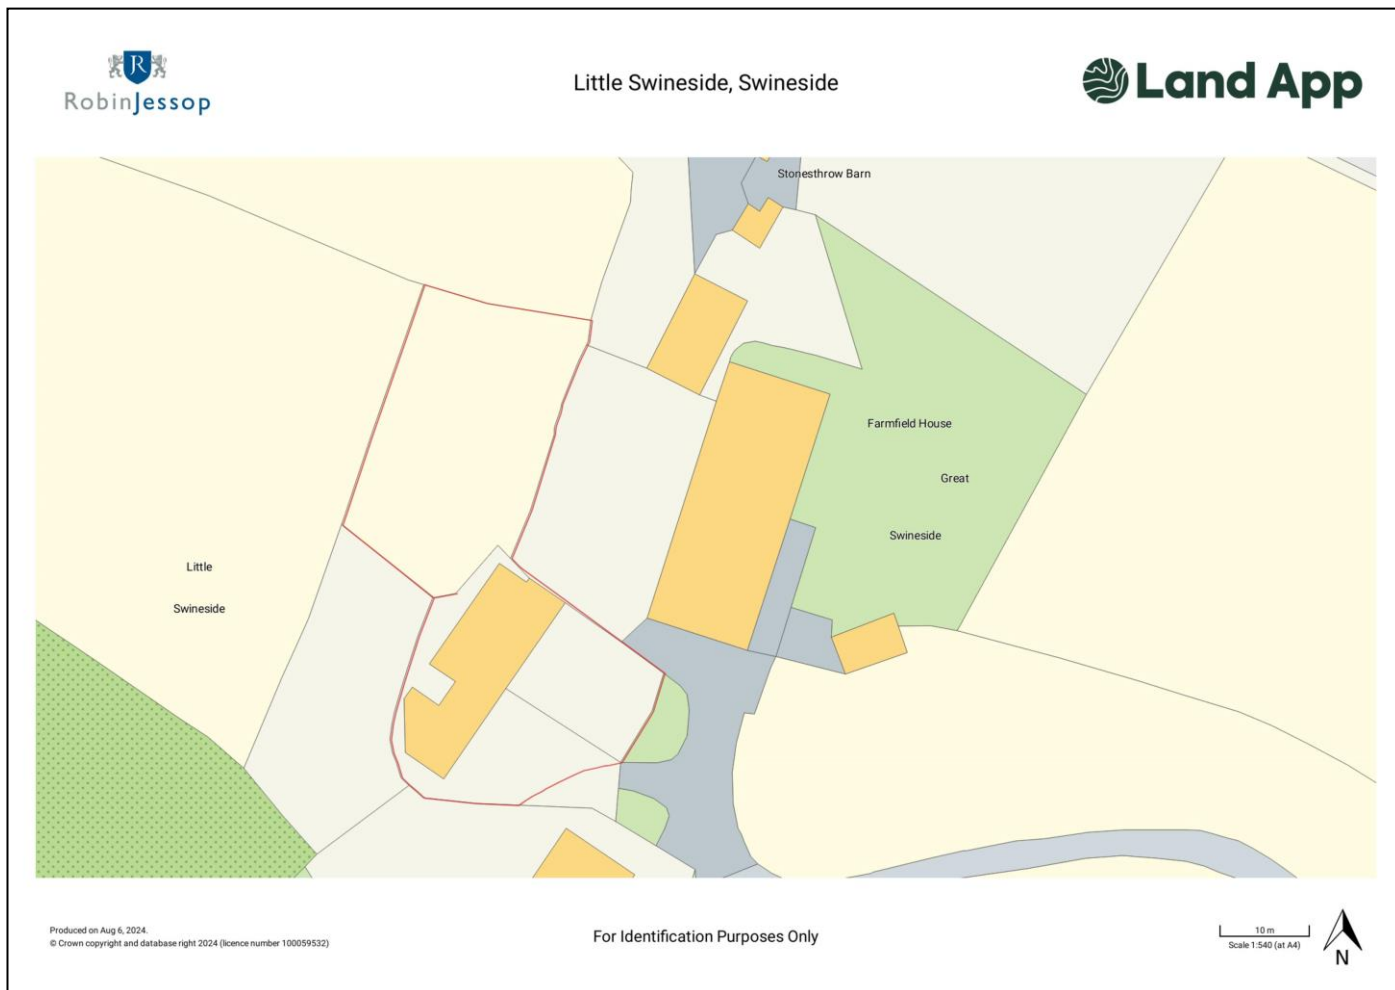 JR
RobinJessop
Little Swineside, Swineside
Land App
Stonesthrow Barn
Farmfield House
Great
Swineside
Little
Swineside
Produced on Aug 6, 2024.
© Crown copyright and database right 2024 (licence number 100059532)
For Identification Purposes Only
10 m
Scale 1:540 (at A4)
N